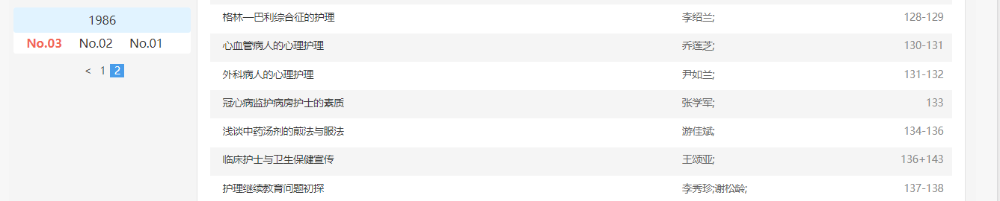 1986
No.03 No.02 No.01
< 1 2
格林—巴利综合征的护理 李绍兰; 128-129
心血管病人的心理护理 乔莲芝; 130-131
外科病人的心理护理 尹如兰; 131-132
冠心病监护病房护士的素质 张学军; 133
浅谈中药汤剂的煎法与服法 游佳斌; 134-136
临床护士与卫生保健宣传 王颂亚; 136+143
护理继续教育问题初探 李秀珍;谢松龄; 137-138